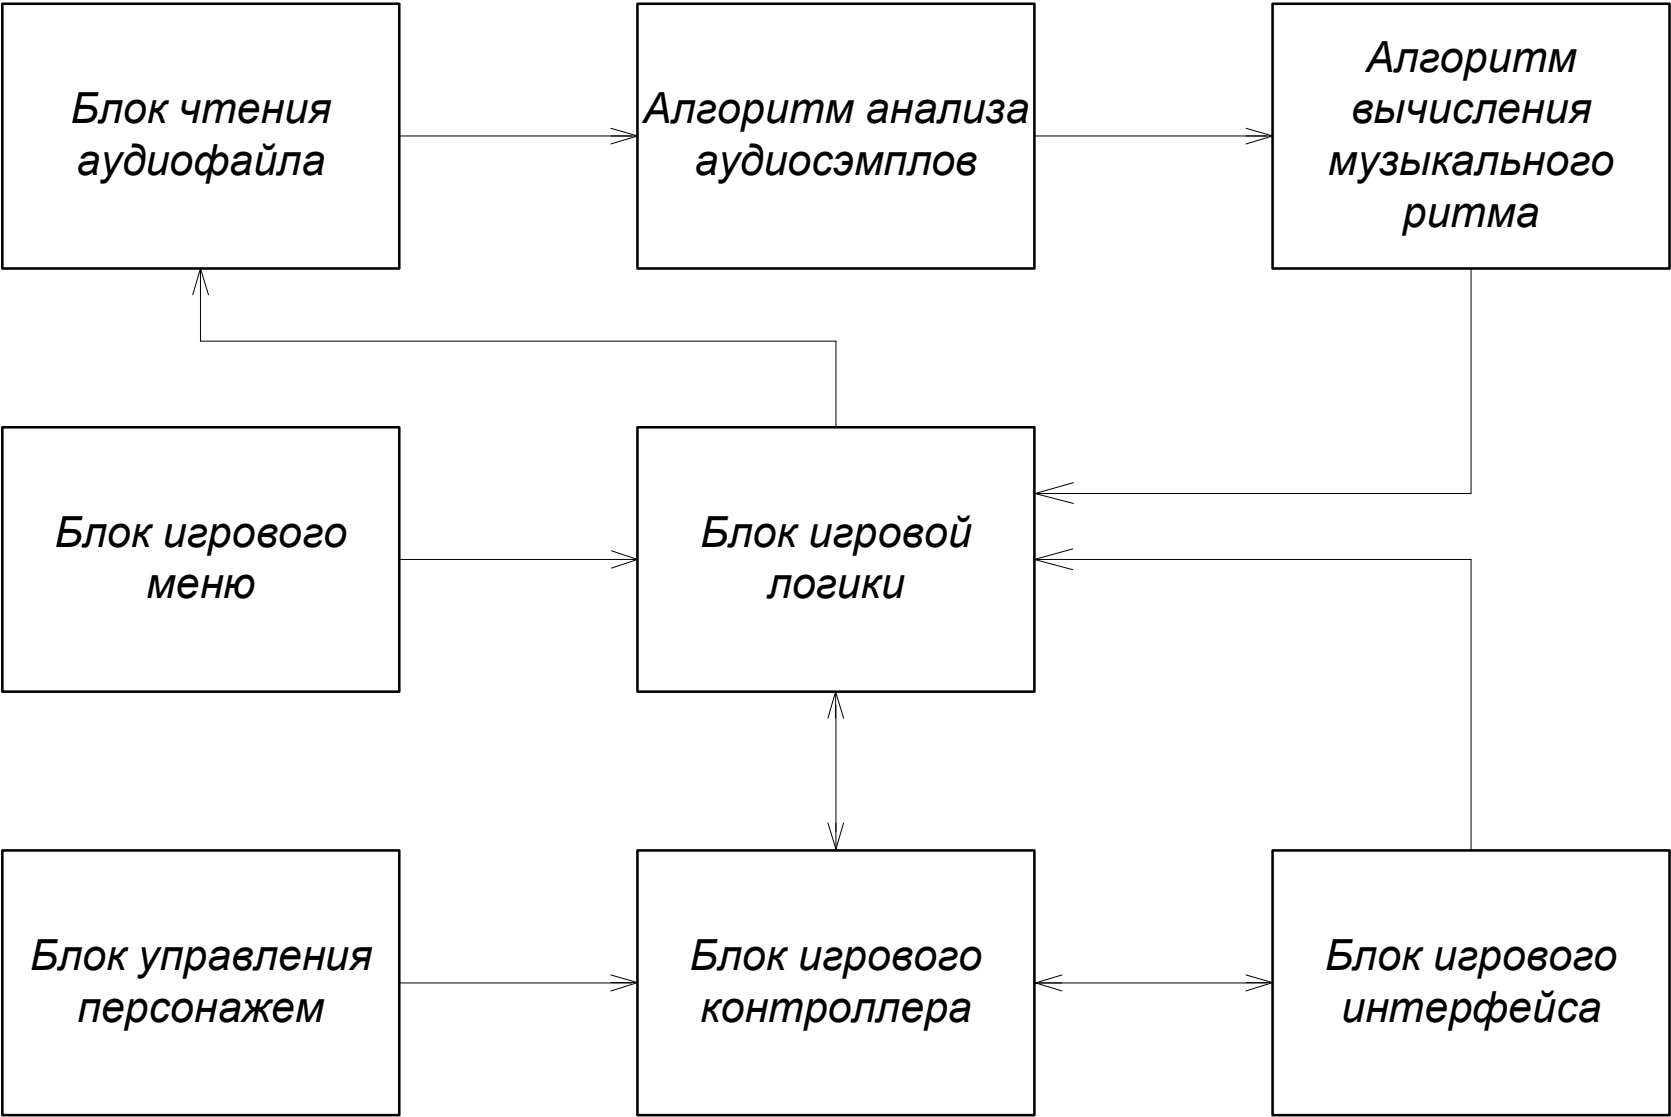 Блок чтения
аудиофайла
Алгоритм анализа
аудиосэмплов
Алгоритм
вычисления
музыкального
ритма
Блок игрового
меню
Блок игровой
логики
Блок управления
персонажем
Блок игрового
контроллера
Блок игрового
интерфейса